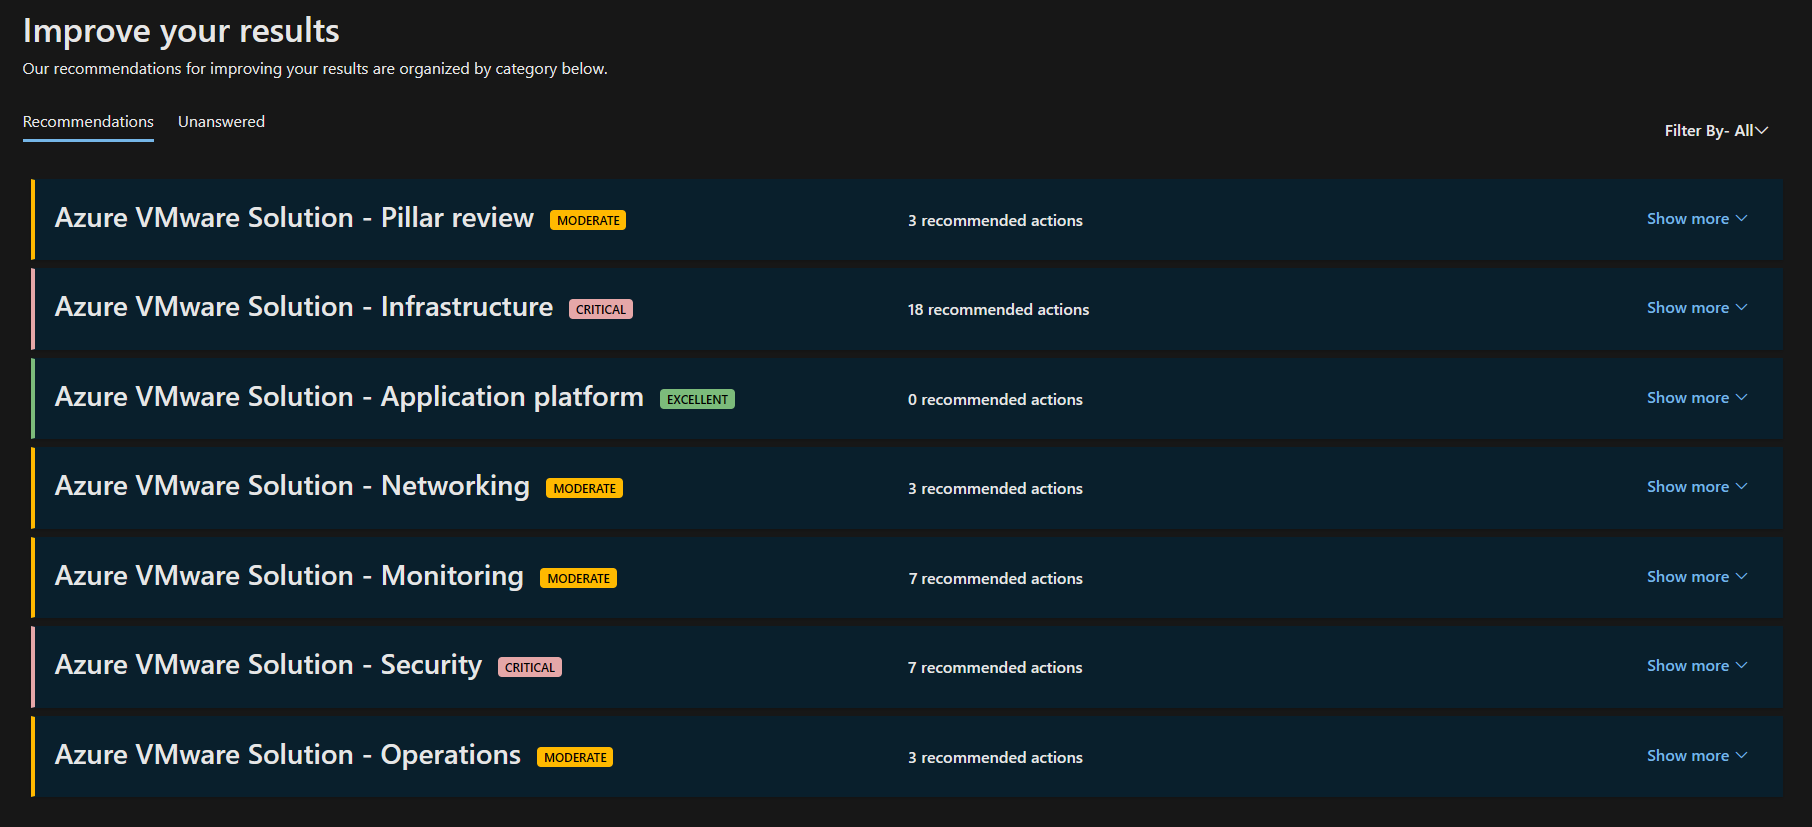 Improve your results
Our recommendations for improving your results are organized by category below.
Recommendations Unanswered
Filter By- All
Azure VMware Solution - Pillar review MODERATE 3 recommended actions Show more
Azure VMware Solution - Infrastructure CRITICAL 18 recommended actions Show more
Azure VMware Solution - Application platform EXCELLENT 0 recommended actions Show more
Azure VMware Solution - Networking MODERATE 3 recommended actions Show more
Azure VMware Solution - Monitoring MODERATE 7 recommended actions Show more
Azure VMware Solution - Security CRITICAL 7 recommended actions Show more
Azure VMware Solution - Operations MODERATE 3 recommended actions Show more